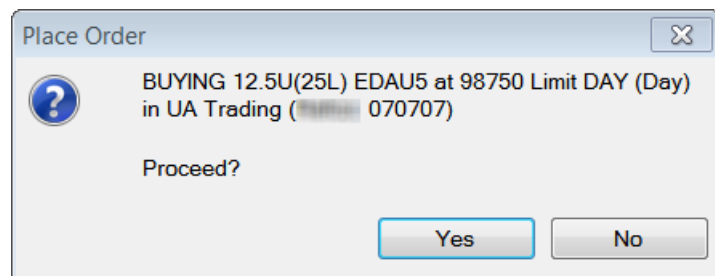 Place Order
BUYING 12.5U(25L) EDAU5 at 98750 Limit DAY (Day)
in UA Trading ( 070707)
Proceed?
Yes
No